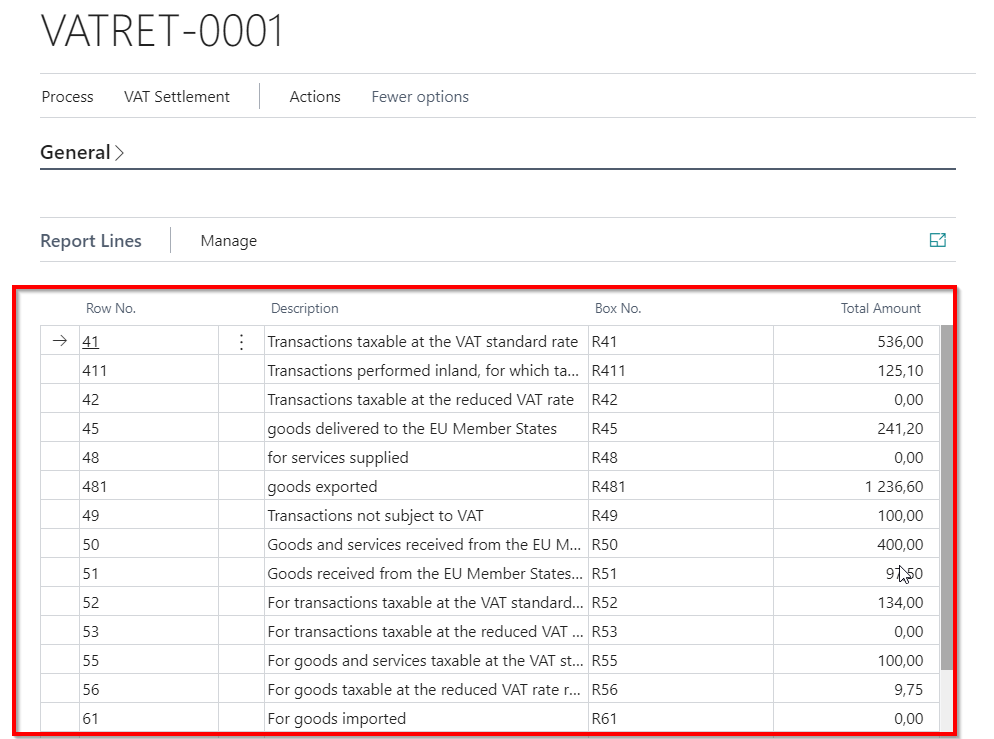 VATRET-0001
Process VAT Settlement Actions Fewer options
General
Report Lines Manage
Row No. Description Box No. Total Amount
41 Transactions taxable at the VAT standard rate R41 536,00
411 Transactions performed inland, for which ta... R411 125,10
42 Transactions taxable at the reduced VAT rate R42 0,00
45 goods delivered to the EU Member States R45 241,20
48 for services supplied R48 0,00
481 goods exported R481 1 236,60
49 Transactions not subject to VAT R49 100,00
50 Goods and services received from the EU M... R50 400,00
51 Goods received from the EU Member States... R51
52 For transactions taxable at the VAT standard... R52 134,00
53 For transactions taxable at the reduced VAT ... R53 0,00
55 For goods and services taxable at the VAT st... R55 100,00
56 For goods taxable at the reduced VAT rate r... R56 9,75
61 For goods imported R61 0,00